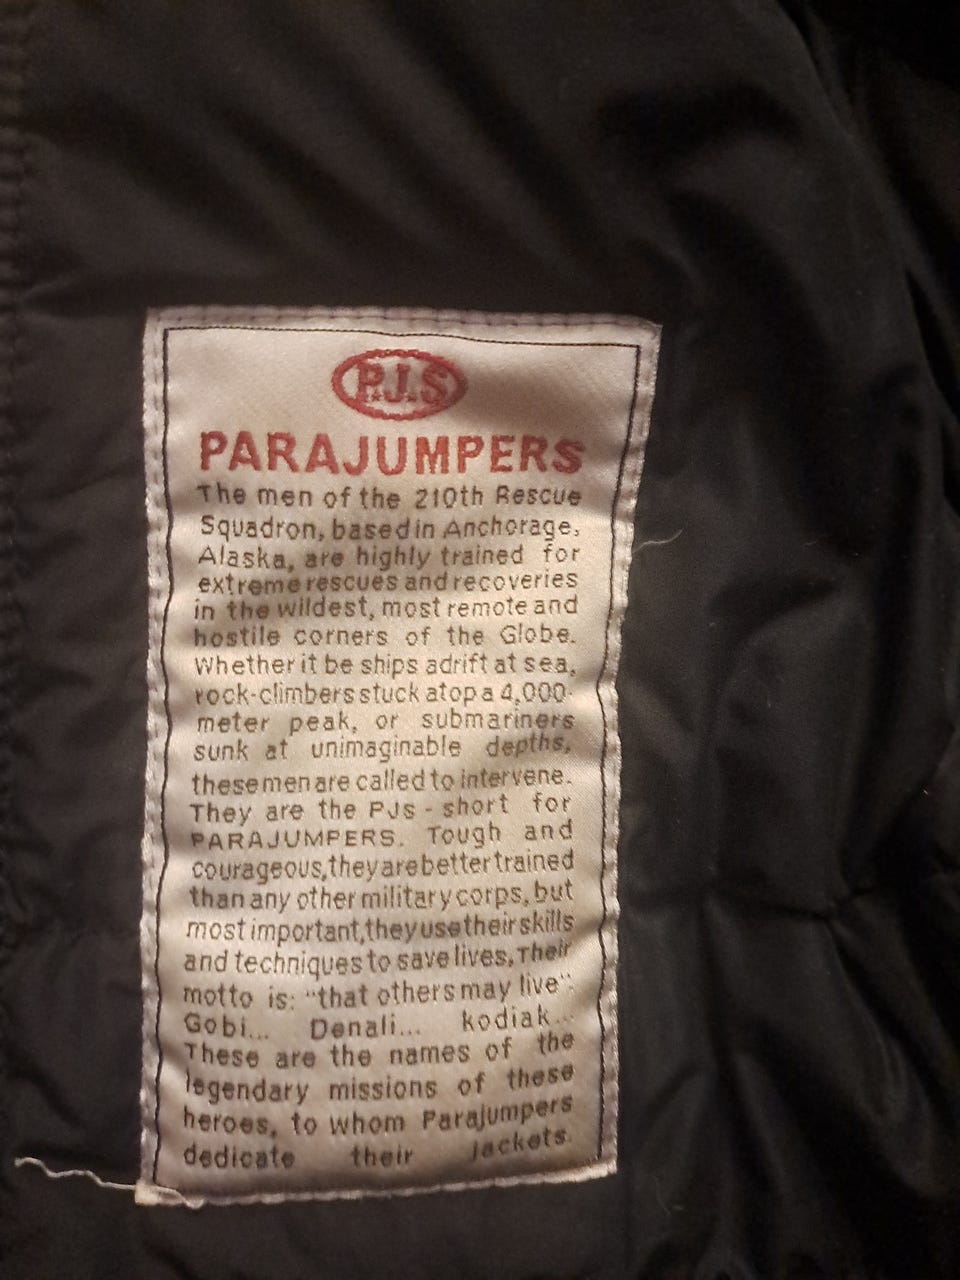 P.J.S
PARAJUMPERS
The men of the 210th Rescue
Squadron, based in Anchorage,
Alaska, are highly trained for
extreme rescues and recoveries
in the wildest, most remote and
hostile corners of the Globe.
Whether it be ships adrift at sea,
rock-climbers stuck atop a 4,000-
meter peak, or submariners
sunk at unimaginable depths,
these men are called to intervene.
They are the PJs - short for
PARAJUMPERS. Tough and
courageous, they are better trained
than any other military corps, but
most important, they use their skills
and techniques to save lives. Their
motto is: "that others may live".
Gobi... Denali... kodiak...
These are the names of the
legendary missions of these
heroes, to whom Parajumpers
dedicate their jackets.